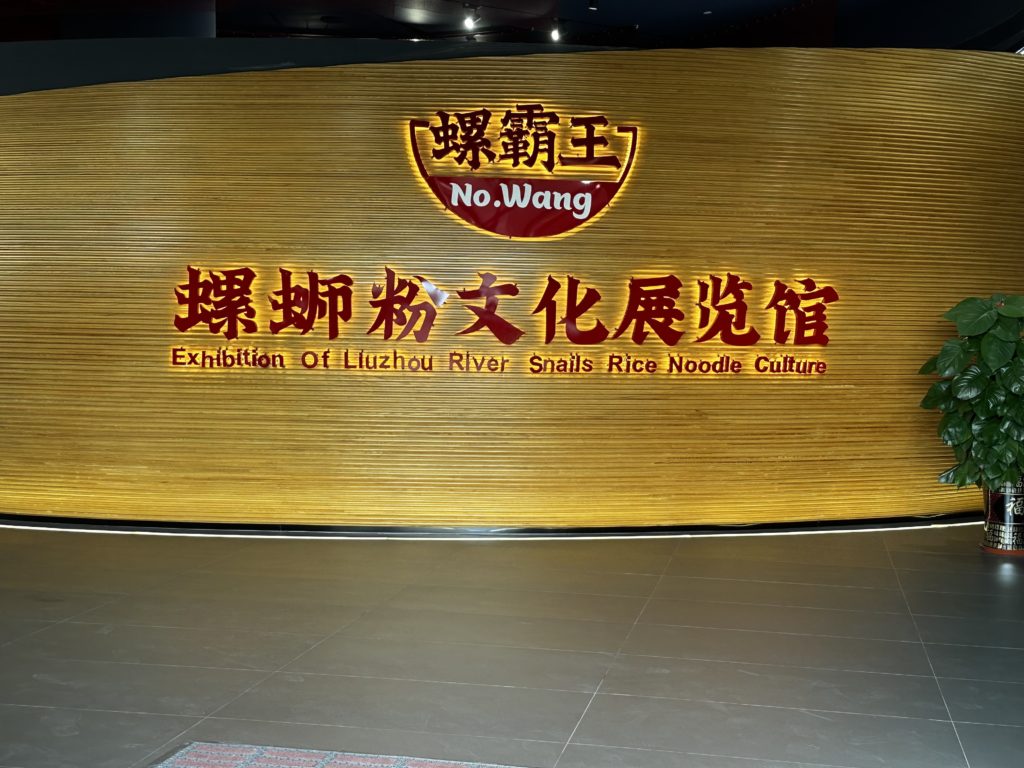 螺霸王
No.Wang
螺蛳粉文化展览馆
Exhibition Of Liuzhou River Snails Rice Noodle Culture
福